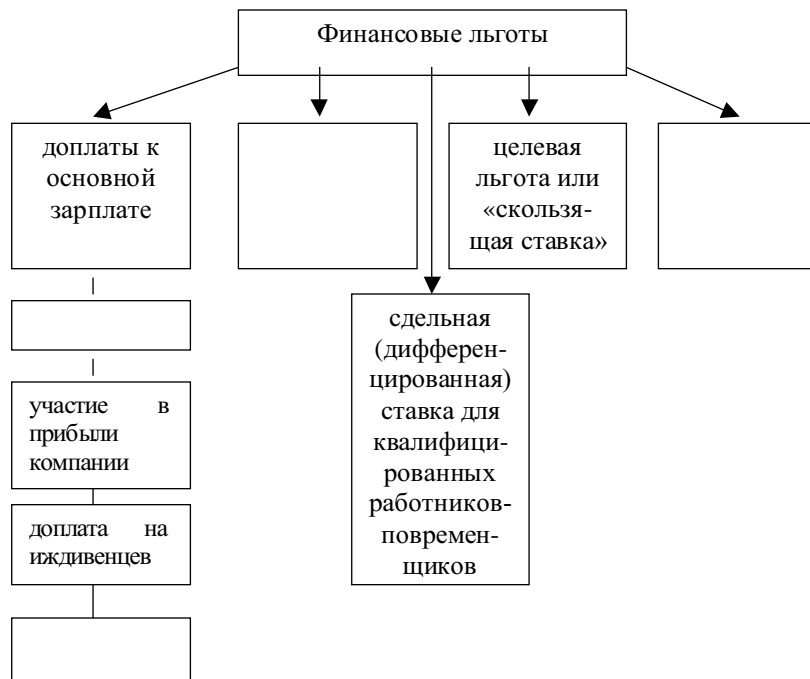 Финансовые льготы
доплаты к
основной
зарплате
целевая
льгота или
«скользя-
щая ставка»
сдельная
(дифферен-
цированная)
ставка для
квалифици-
рованных
работников-
повремен-
щиков
участие в
прибыли
компании
доплата на
иждивенцев